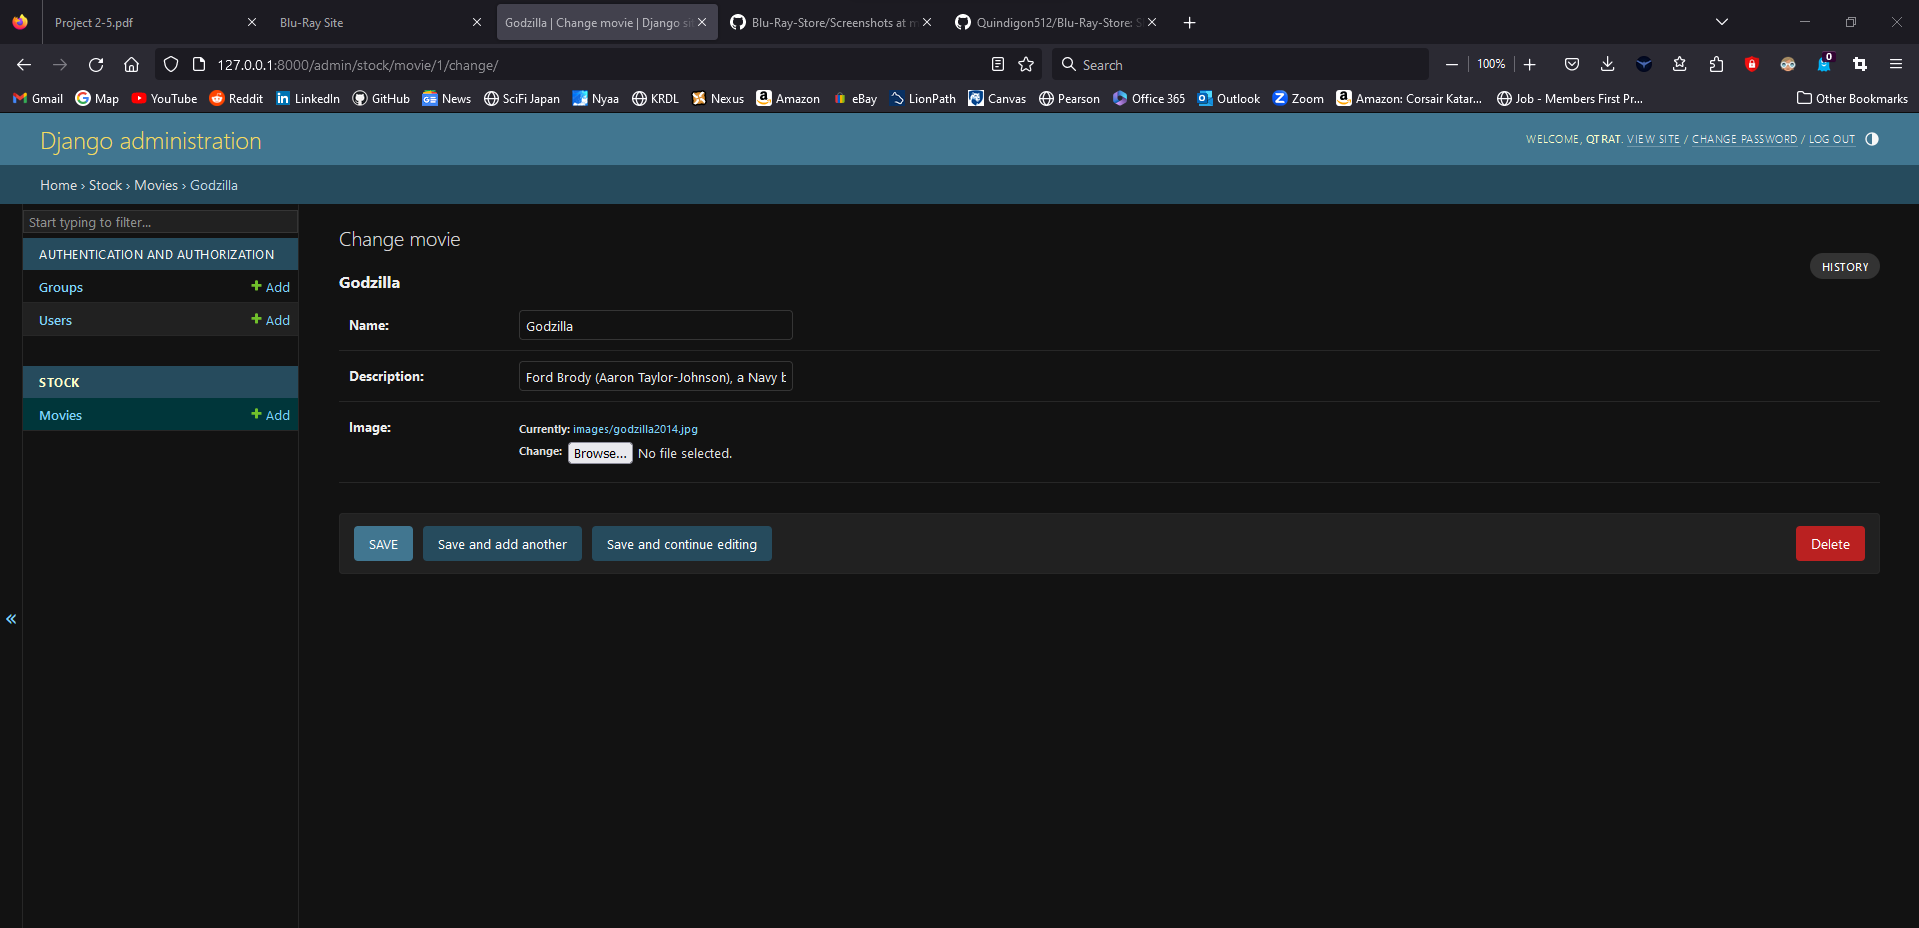 Project 2-5.pdf
Blu-Ray Site
Godzilla | Change movie | Django si
Blu-Ray-Store/Screenshots at m
Quindigon512/Blu-Ray-Store: S
127.0.0.1:8000/admin/stock/movie/1/change/
Search
100%
0
Gmail
Map
YouTube
Reddit
LinkedIn
GitHub
News
SciFi Japan
Nyaa
KRDL
Nexus
Amazon
eBay
LionPath
Canvas
Pearson
Office 365
Outlook
Zoom
Amazon: Corsair Katar...
Job - Members First Pr...
Other Bookmarks
Django administration
WELCOME, QTRAT. VIEW SITE / CHANGE PASSWORD / LOG OUT
Home › Stock › Movies › Godzilla
Start typing to filter...
AUTHENTICATION AND AUTHORIZATION
Groups
Add
Users
Add
STOCK
Movies
Add
Change movie
HISTORY
Godzilla
Name:
Godzilla
Description:
Ford Brody (Aaron Taylor-Johnson), a Navy b
Image:
Currently: images/godzilla2014.jpg
Change: Browse... No file selected.
SAVE
Save and add another
Save and continue editing
Delete